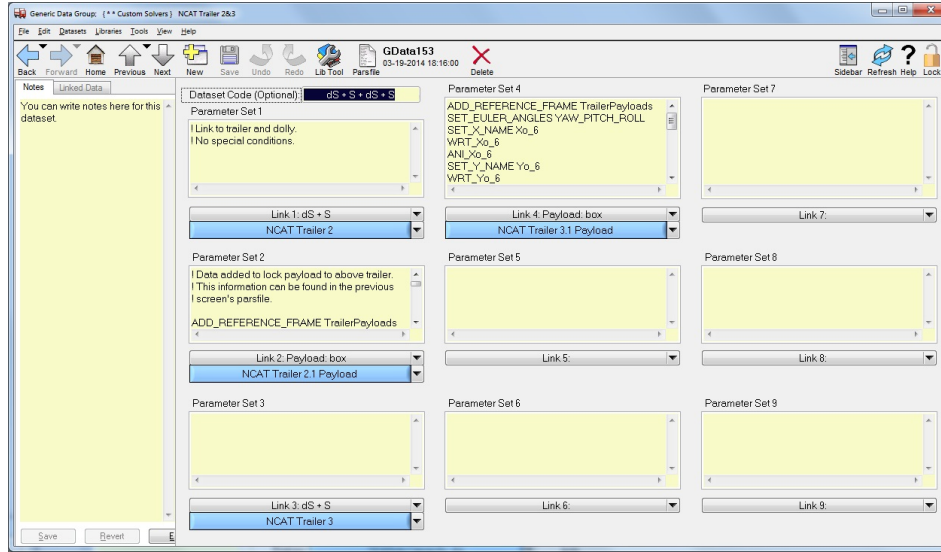 Generic Data Group; { * * Custom Solvers } NCAT Trailer 2&3
File Edit Datasets Libraries Tools View Help
Back Forward Home Previous Next New Save Undo Redo Lib Tool Parsfile
GData153
03-19-2014 18:16:00
Delete
Sidebar Refresh Help Lock
Notes Linked Data
You can write notes here for this
dataset.
Save Revert E
Dataset Code (Optional): dS + S + dS + S
Parameter Set 1
! Link to trailer and dolly.
! No special conditions.
Link 1: dS + S
NCAT Trailer 2
Parameter Set 2
! Data added to lock payload to above trailer.
! This information can be found in the previous
! screen's parsfile.
ADD_REFERENCE_FRAME TrailerPayloads
Link 2: Payload: box
NCAT Trailer 2.1 Payload
Parameter Set 3
Link 3: dS + S
NCAT Trailer 3
Parameter Set 4
ADD_REFERENCE_FRAME TrailerPayloads
SET_EULER_ANGLES YAW_PITCH_ROLL
SET_X_NAME Xo_6
WRT_Xo_6
ANI_Xo_6
SET_Y_NAME Yo_6
WRT_Yo_6
Link 4: Payload: box
NCAT Trailer 3.1 Payload
Parameter Set 5
Link 5:
Parameter Set 6
Link 6:
Parameter Set 7
Link 7:
Parameter Set 8
Link 8:
Parameter Set 9
Link 9: